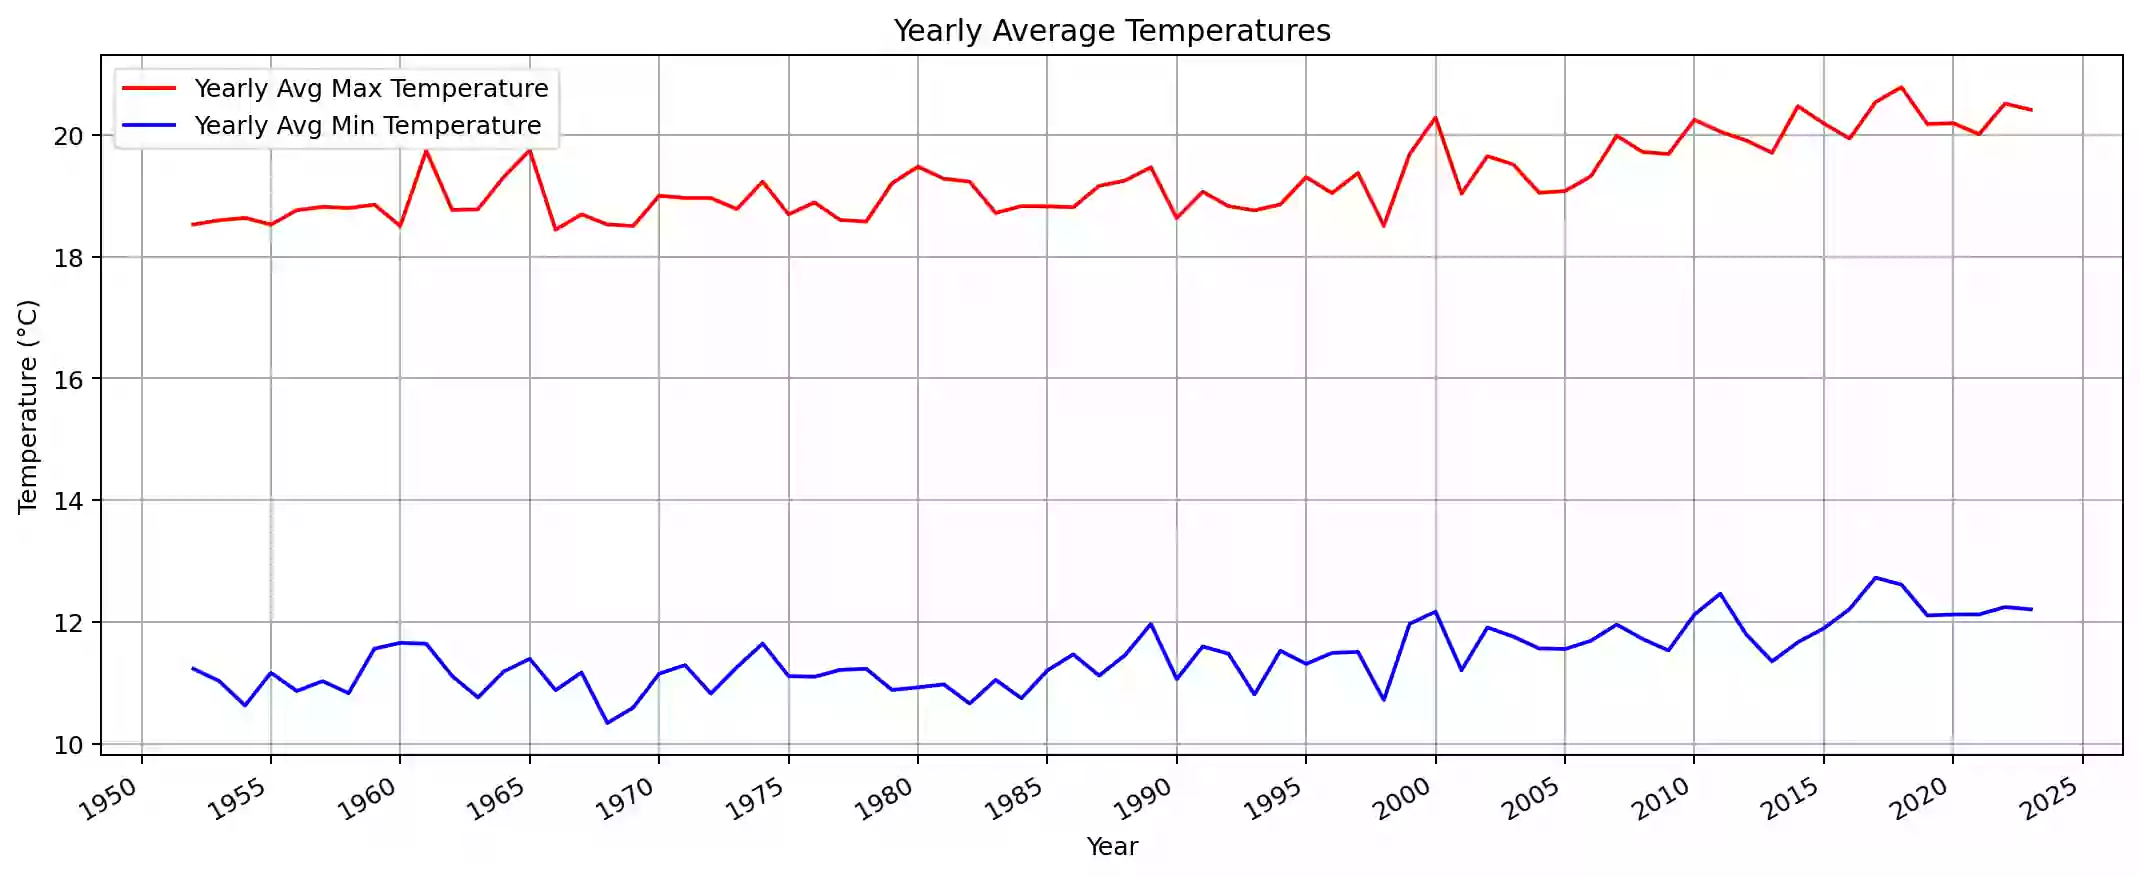 Yearly Average Temperatures
Yearly Avg Max Temperature
Yearly Avg Min Temperature
Temperature (°C)
20
18
16
14
12
10
1950 1955 1960 1965 1970 1975 1980 1985 1990 1995 2000 2005 2010 2015 2020 2025
Year